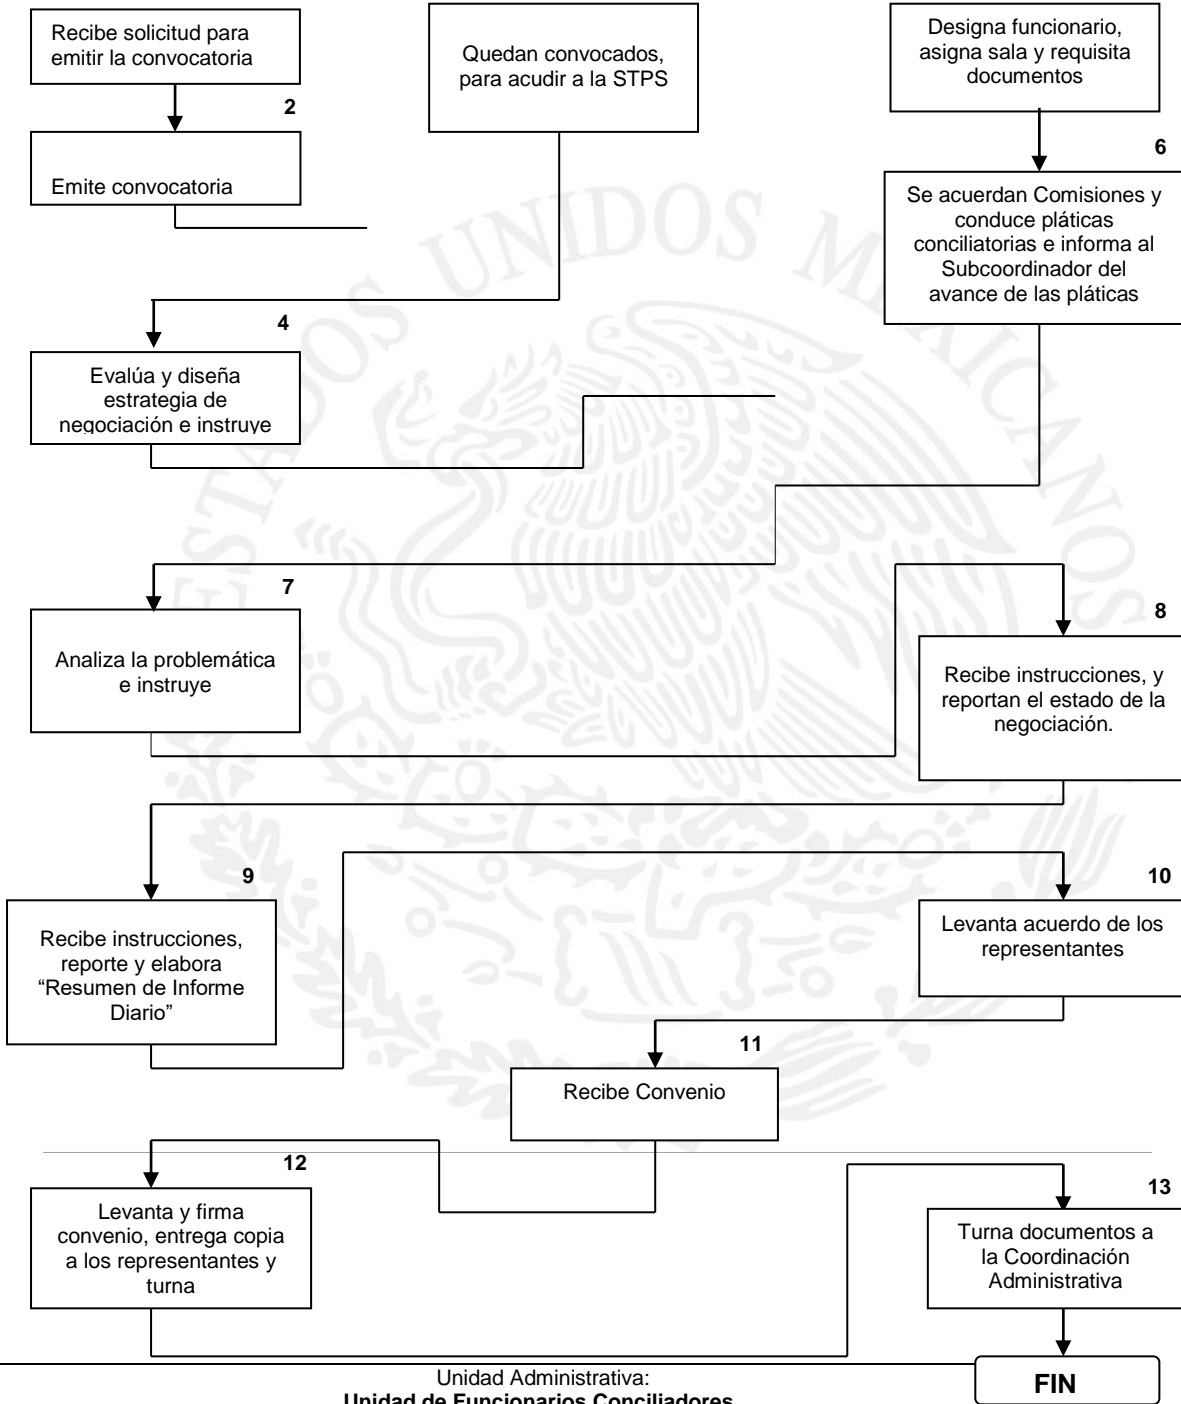 Recibe solicitud para
emitir la convocatoria
Quedan convocados,
para acudir a la STPS
Designa funcionario,
asigna sala y requisita
documentos
2
Emite convocatoria
6
Se acuerdan Comisiones y
conduce pláticas
conciliatorias e informa al
Subcoordinador del
avance de las pláticas
4
Evalúa y diseña
estrategia de
negociación e instruye
7
Analiza la problemática
e instruye
8
Recibe instrucciones, y
reportan el estado de la
negociación.
9
Recibe instrucciones,
reporte y elabora
“Resumen de Informe
Diario”
10
Levanta acuerdo de los
representantes
11
Recibe Convenio
12
Levanta y firma
convenio, entrega copia
a los representantes y
turna
13
Turna documentos a
la Coordinación
Administrativa
FIN
Unidad Administrativa:
Unidad de Funcionarios Conciliadores
ESTADOS UNIDOS MEXICANOS